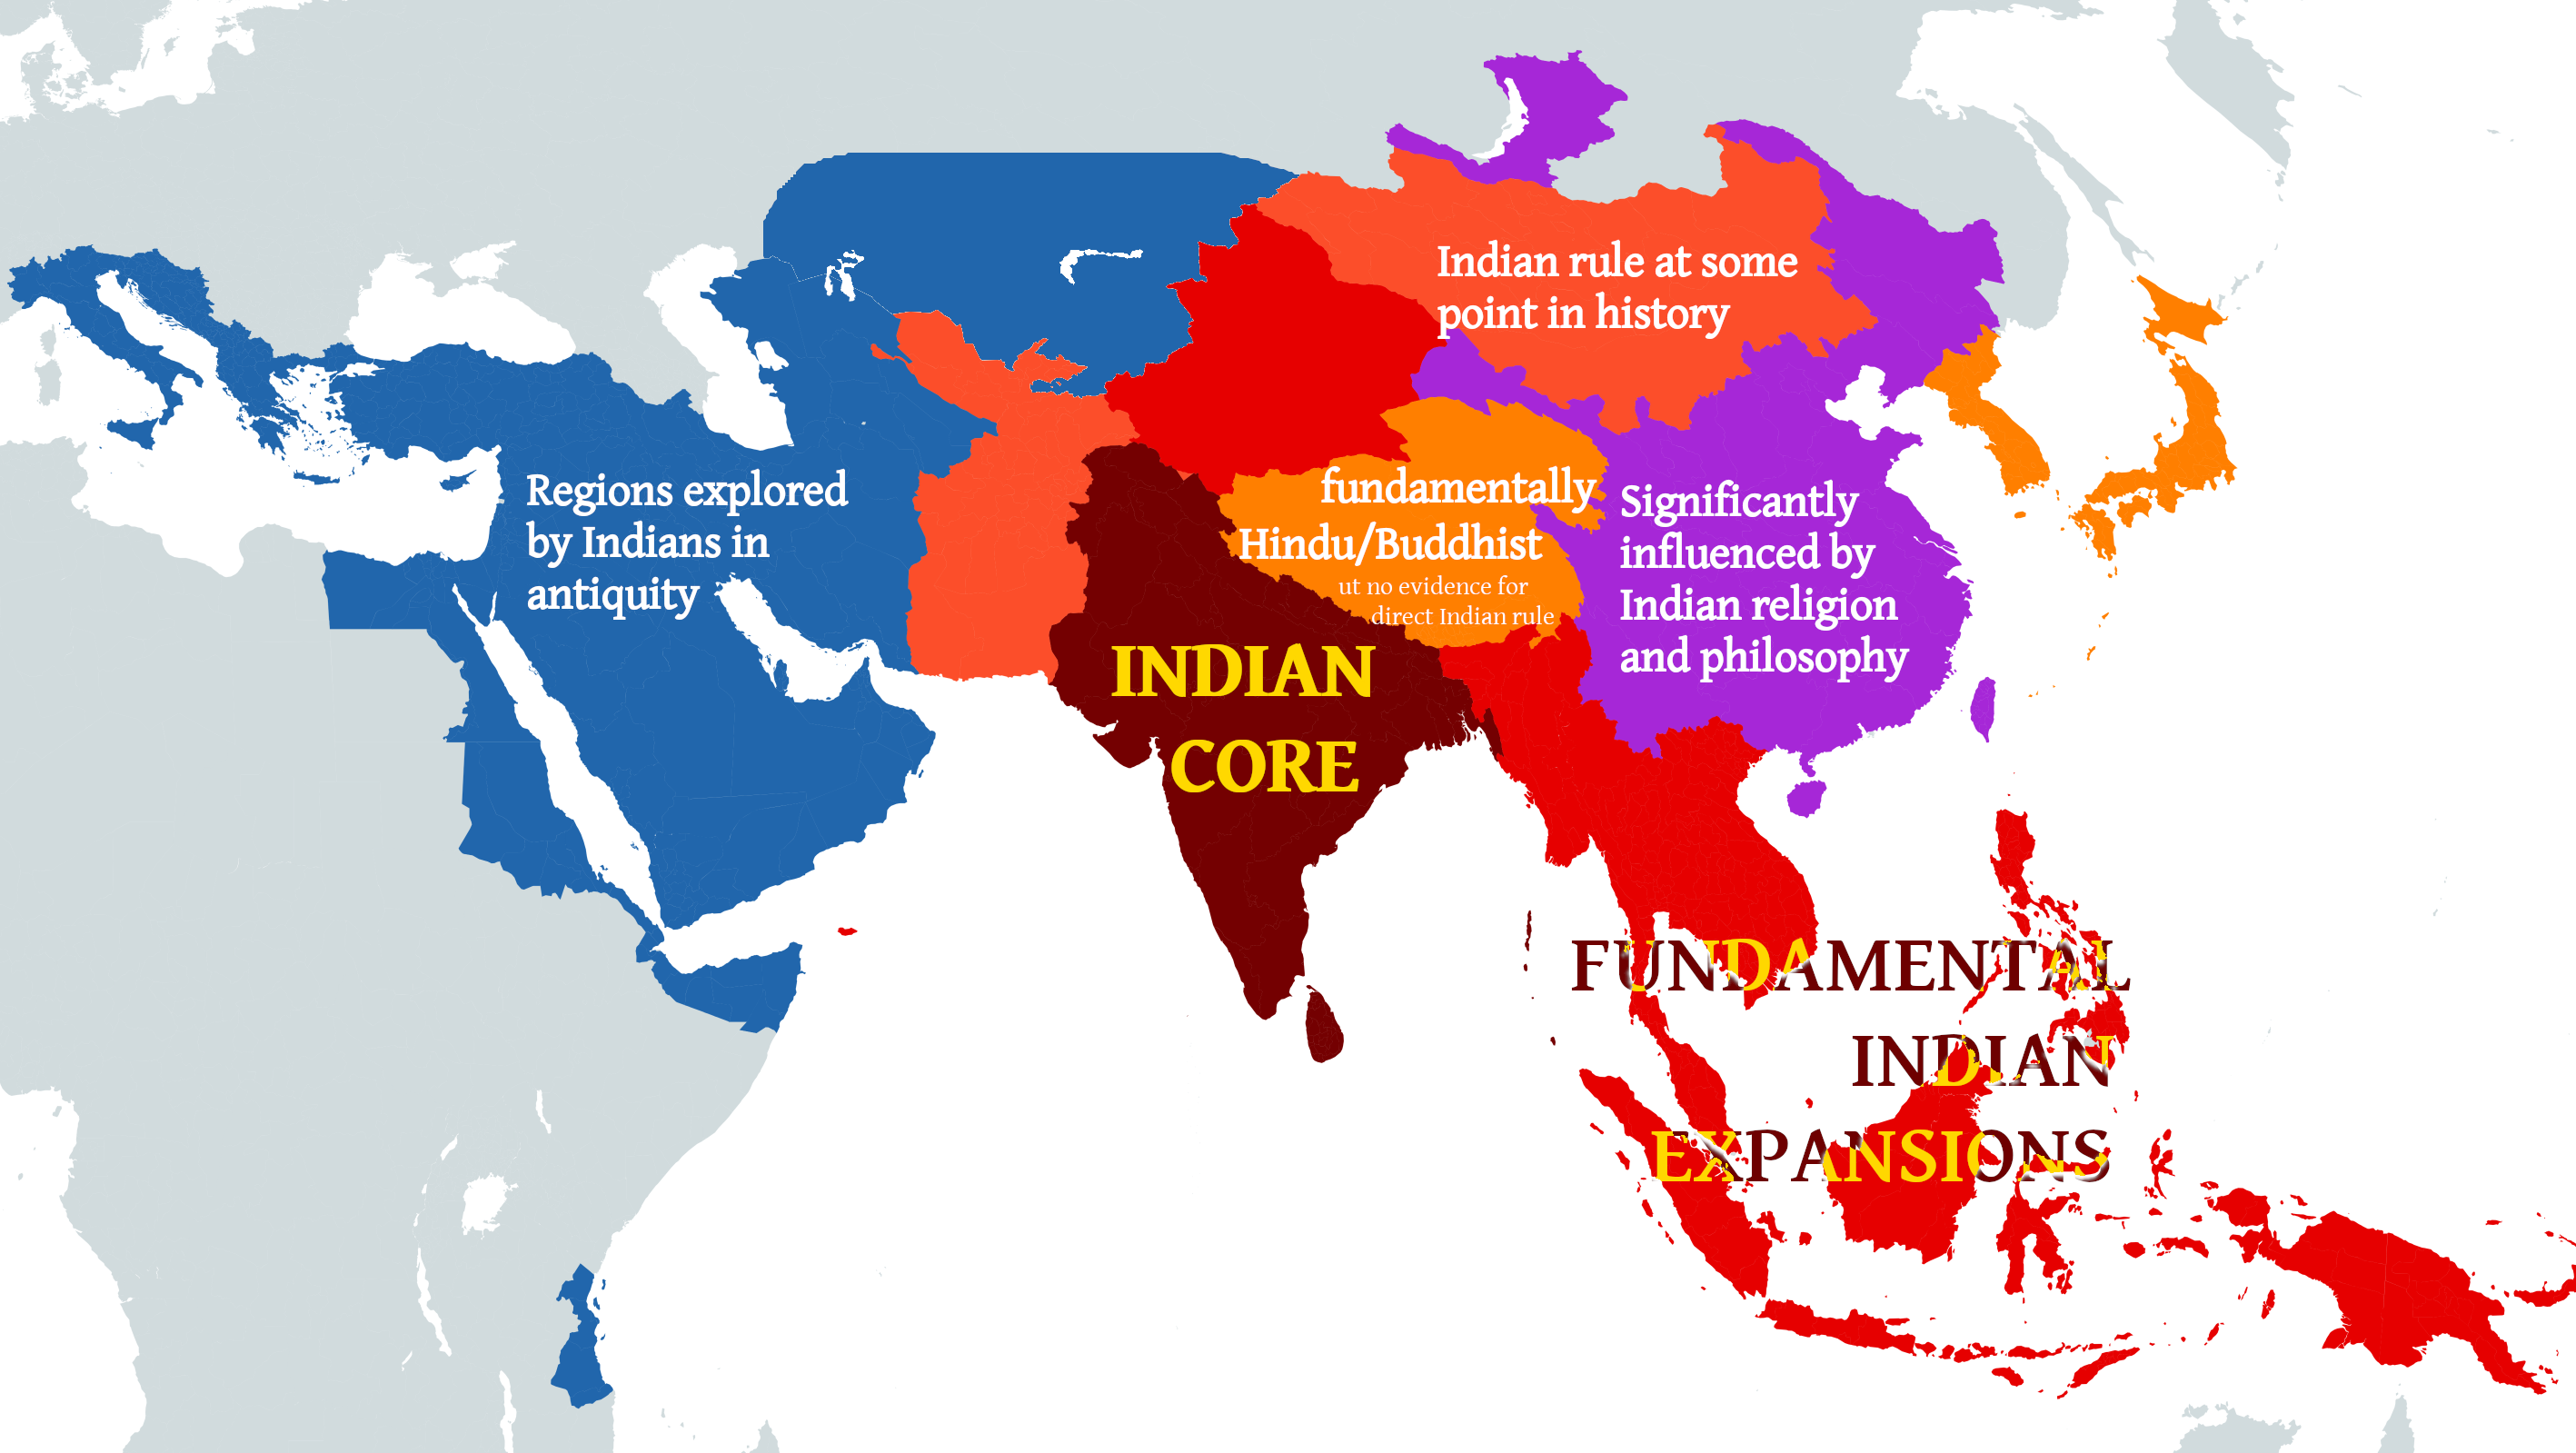 Indian rule at some
point in history
Regions explored
by Indians in
antiquity
fundamentally
Hindu/Buddhist
ut no evidence for
direct Indian rule
Significantly
influenced by
Indian religion
and philosophy
INDIAN
CORE
FUNDAMENTAL
INDIAN
EXPANSIONS